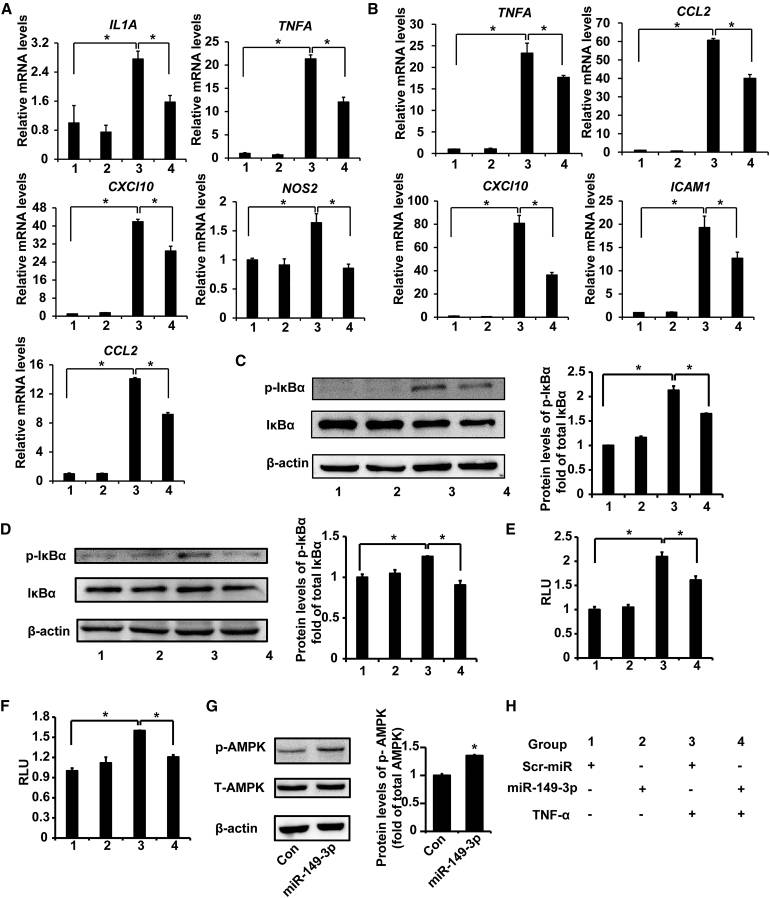 A
IL1A
Relative mRNA levels
3.2
2.4
1.6
0.8
0
1 2 3 4
* *
TNFA
Relative mRNA levels
25
20
15
10
5
0
1 2 3 4
* *
CXCl10
Relative mRNA levels
48
36
24
12
0
1 2 3 4
* *
NOS2
Relative mRNA levels
2
1.5
1
0.5
0
1 2 3 4
* *
CCL2
Relative mRNA levels
16
12
8
4
0
1 2 3 4
* *
B
TNFA
Relative mRNA levels
30
25
20
15
10
5
0
1 2 3 4
* *
CCL2
Relative mRNA levels
70
60
50
40
30
20
10
0
1 2 3 4
* *
CXCl10
Relative mRNA levels
100
80
60
40
20
0
1 2 3 4
* *
ICAM1
Relative mRNA levels
30
25
20
15
10
5
0
1 2 3 4
* *
C
p-IκBα
IκBα
β-actin
1 2 3 4
Protein levels of p-IκBα
fold of total IκBα
2.5
2
1.5
1
0.5
0
1 2 3 4
* *
D
p-IκBα
IκBα
β-actin
1 2 3 4
Protein levels of p-IκBα
fold of total IκBα
1.5
1
0.5
0
1 2 3 4
* *
E
RLU
2.5
2
1.5
1
0.5
0
1 2 3 4
* *
F
RLU
1.8
1.5
1.2
0.9
0.6
0.3
0
1 2 3 4
* *
G
p-AMPK
T-AMPK
β-actin
Con
miR-149-3p
Protein levels of p- AMPK
(fold of total AMPK)
1.5
1
0.5
0
*
Con
miR-149-3p
H
Group 1 2 3 4
Scr-miR + - + -
miR-149-3p - + - +
TNF-α - - + +